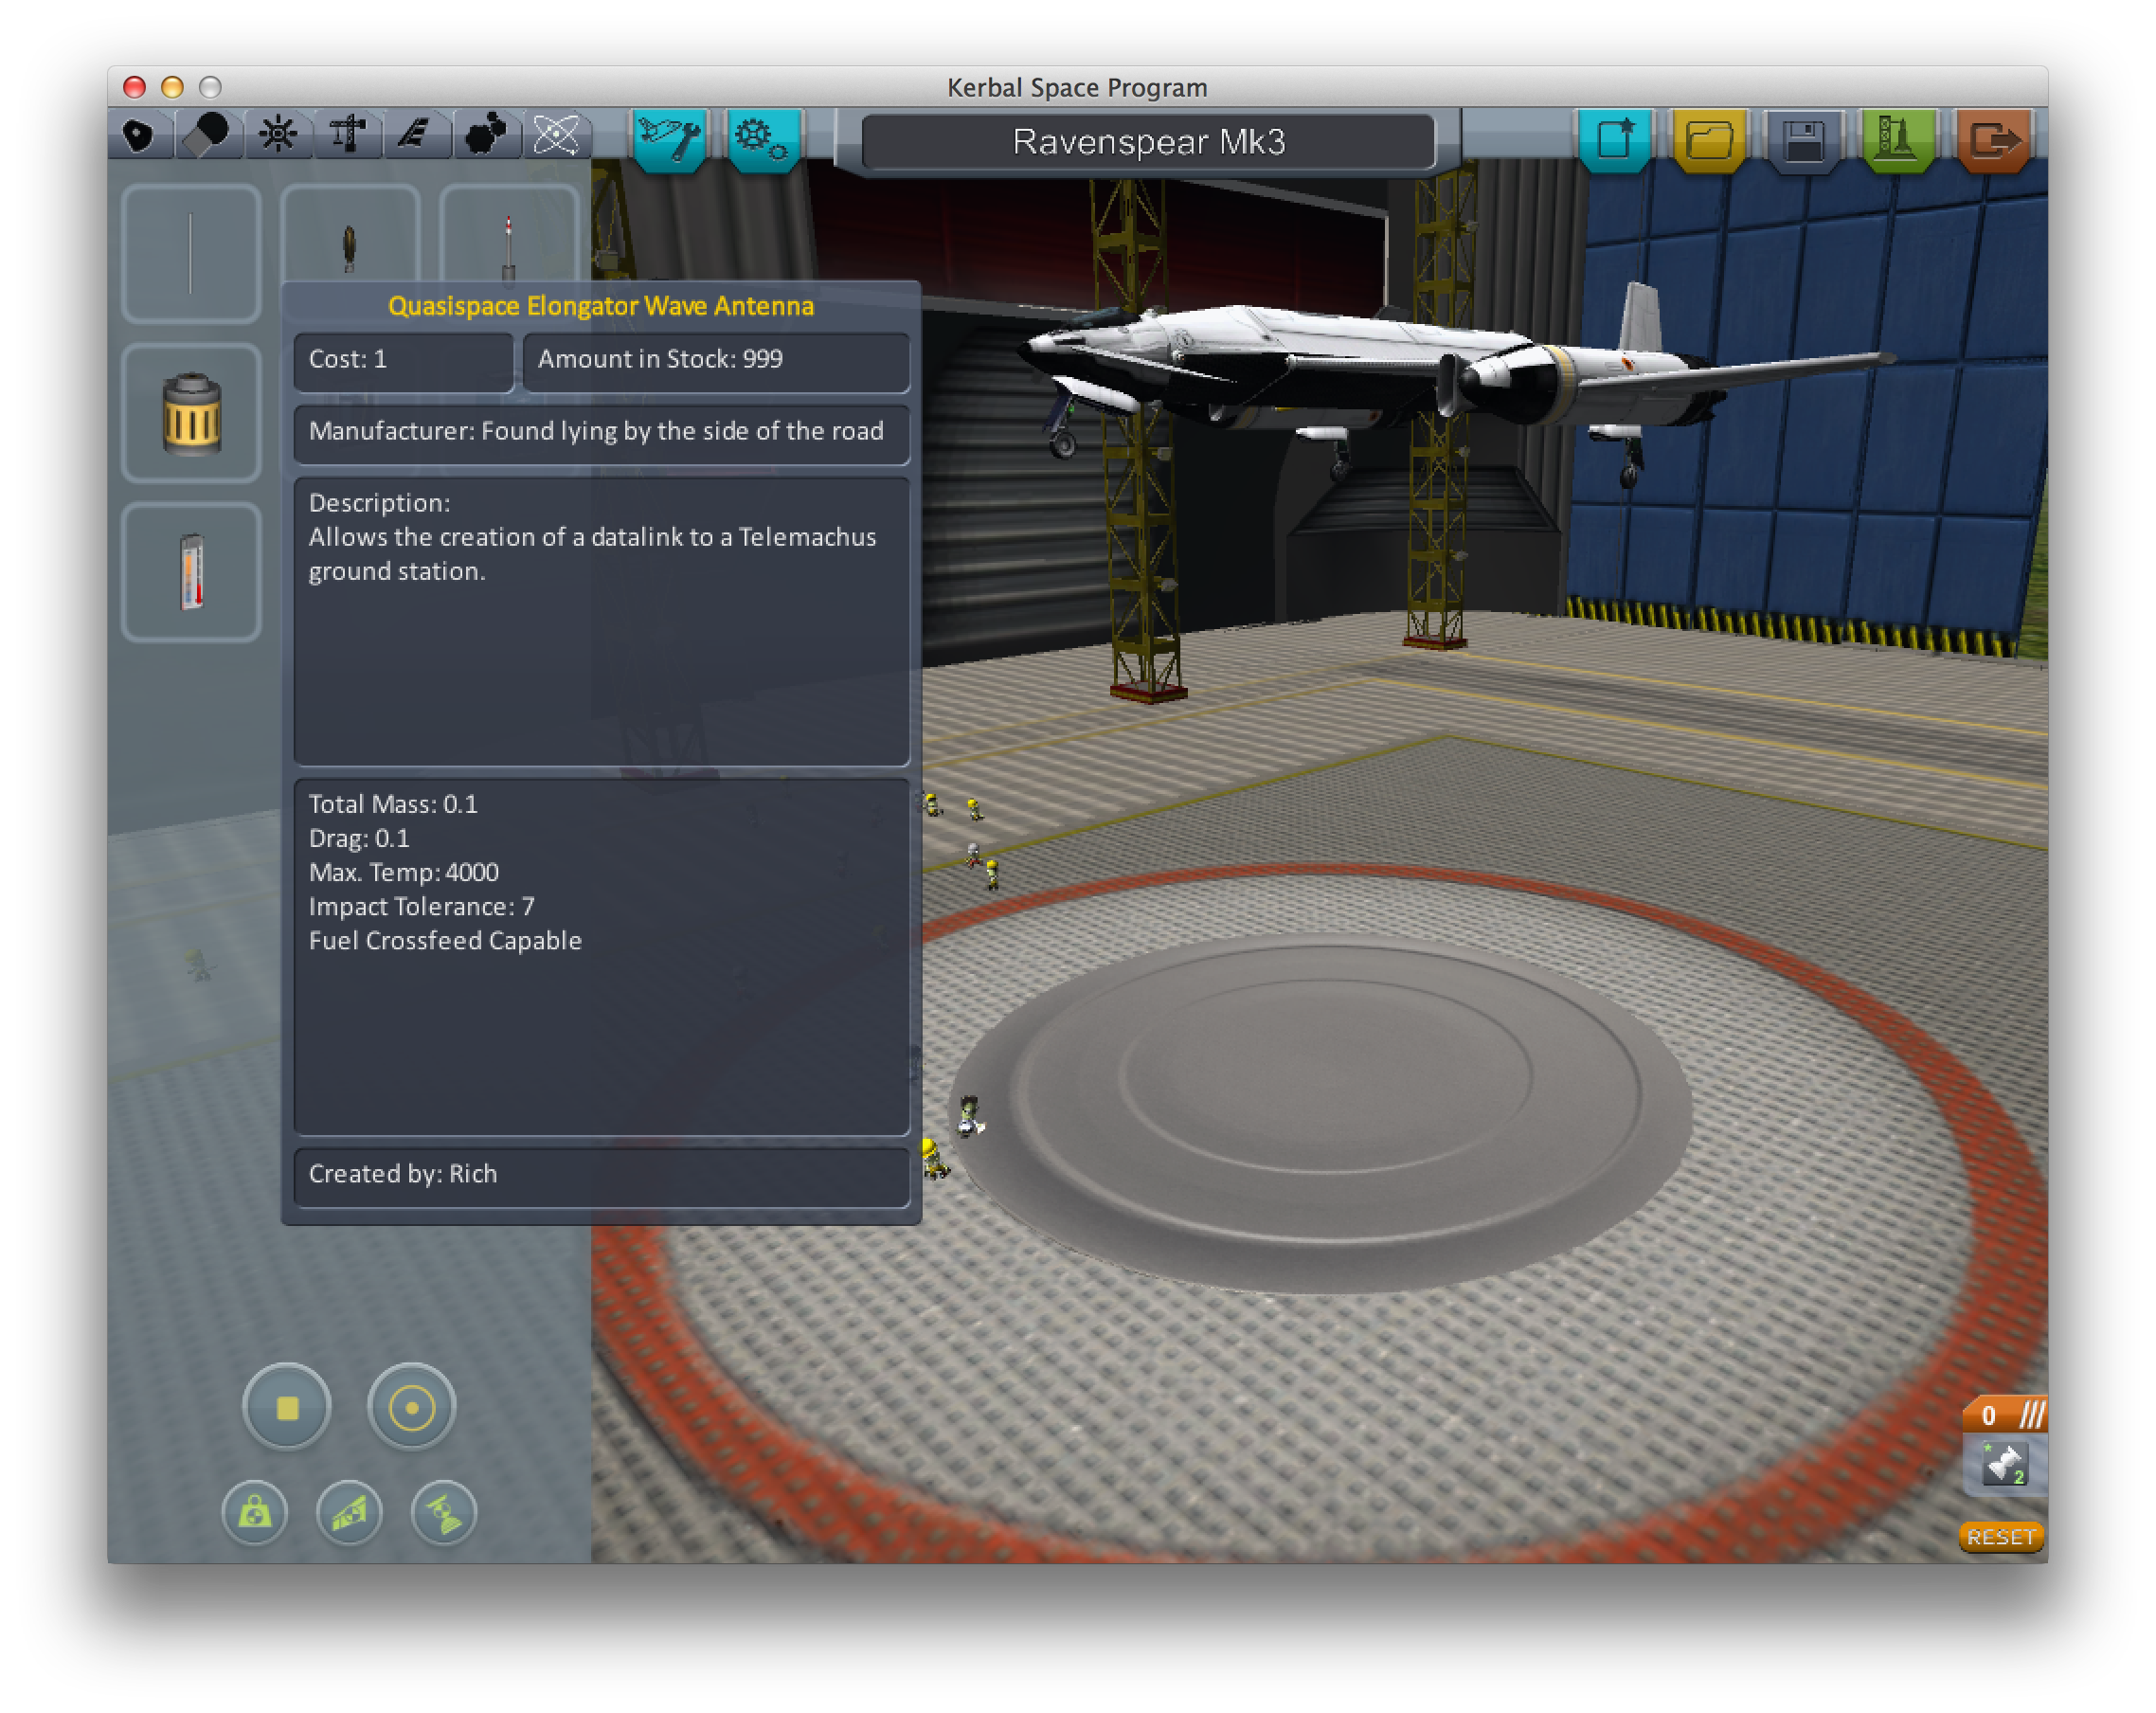 Kerbal Space Program
Ravenspear Mk3
Quasispace Elongator Wave Antenna
Cost: 1
Amount in Stock: 999
Manufacturer: Found lying by the side of the road
Description:
Allows the creation of a datalink to a Telemachus
ground station.
Total Mass: 0.1
Drag: 0.1
Max. Temp: 4000
Impact Tolerance: 7
Fuel Crossfeed Capable
Created by: Rich
0
2
RESET